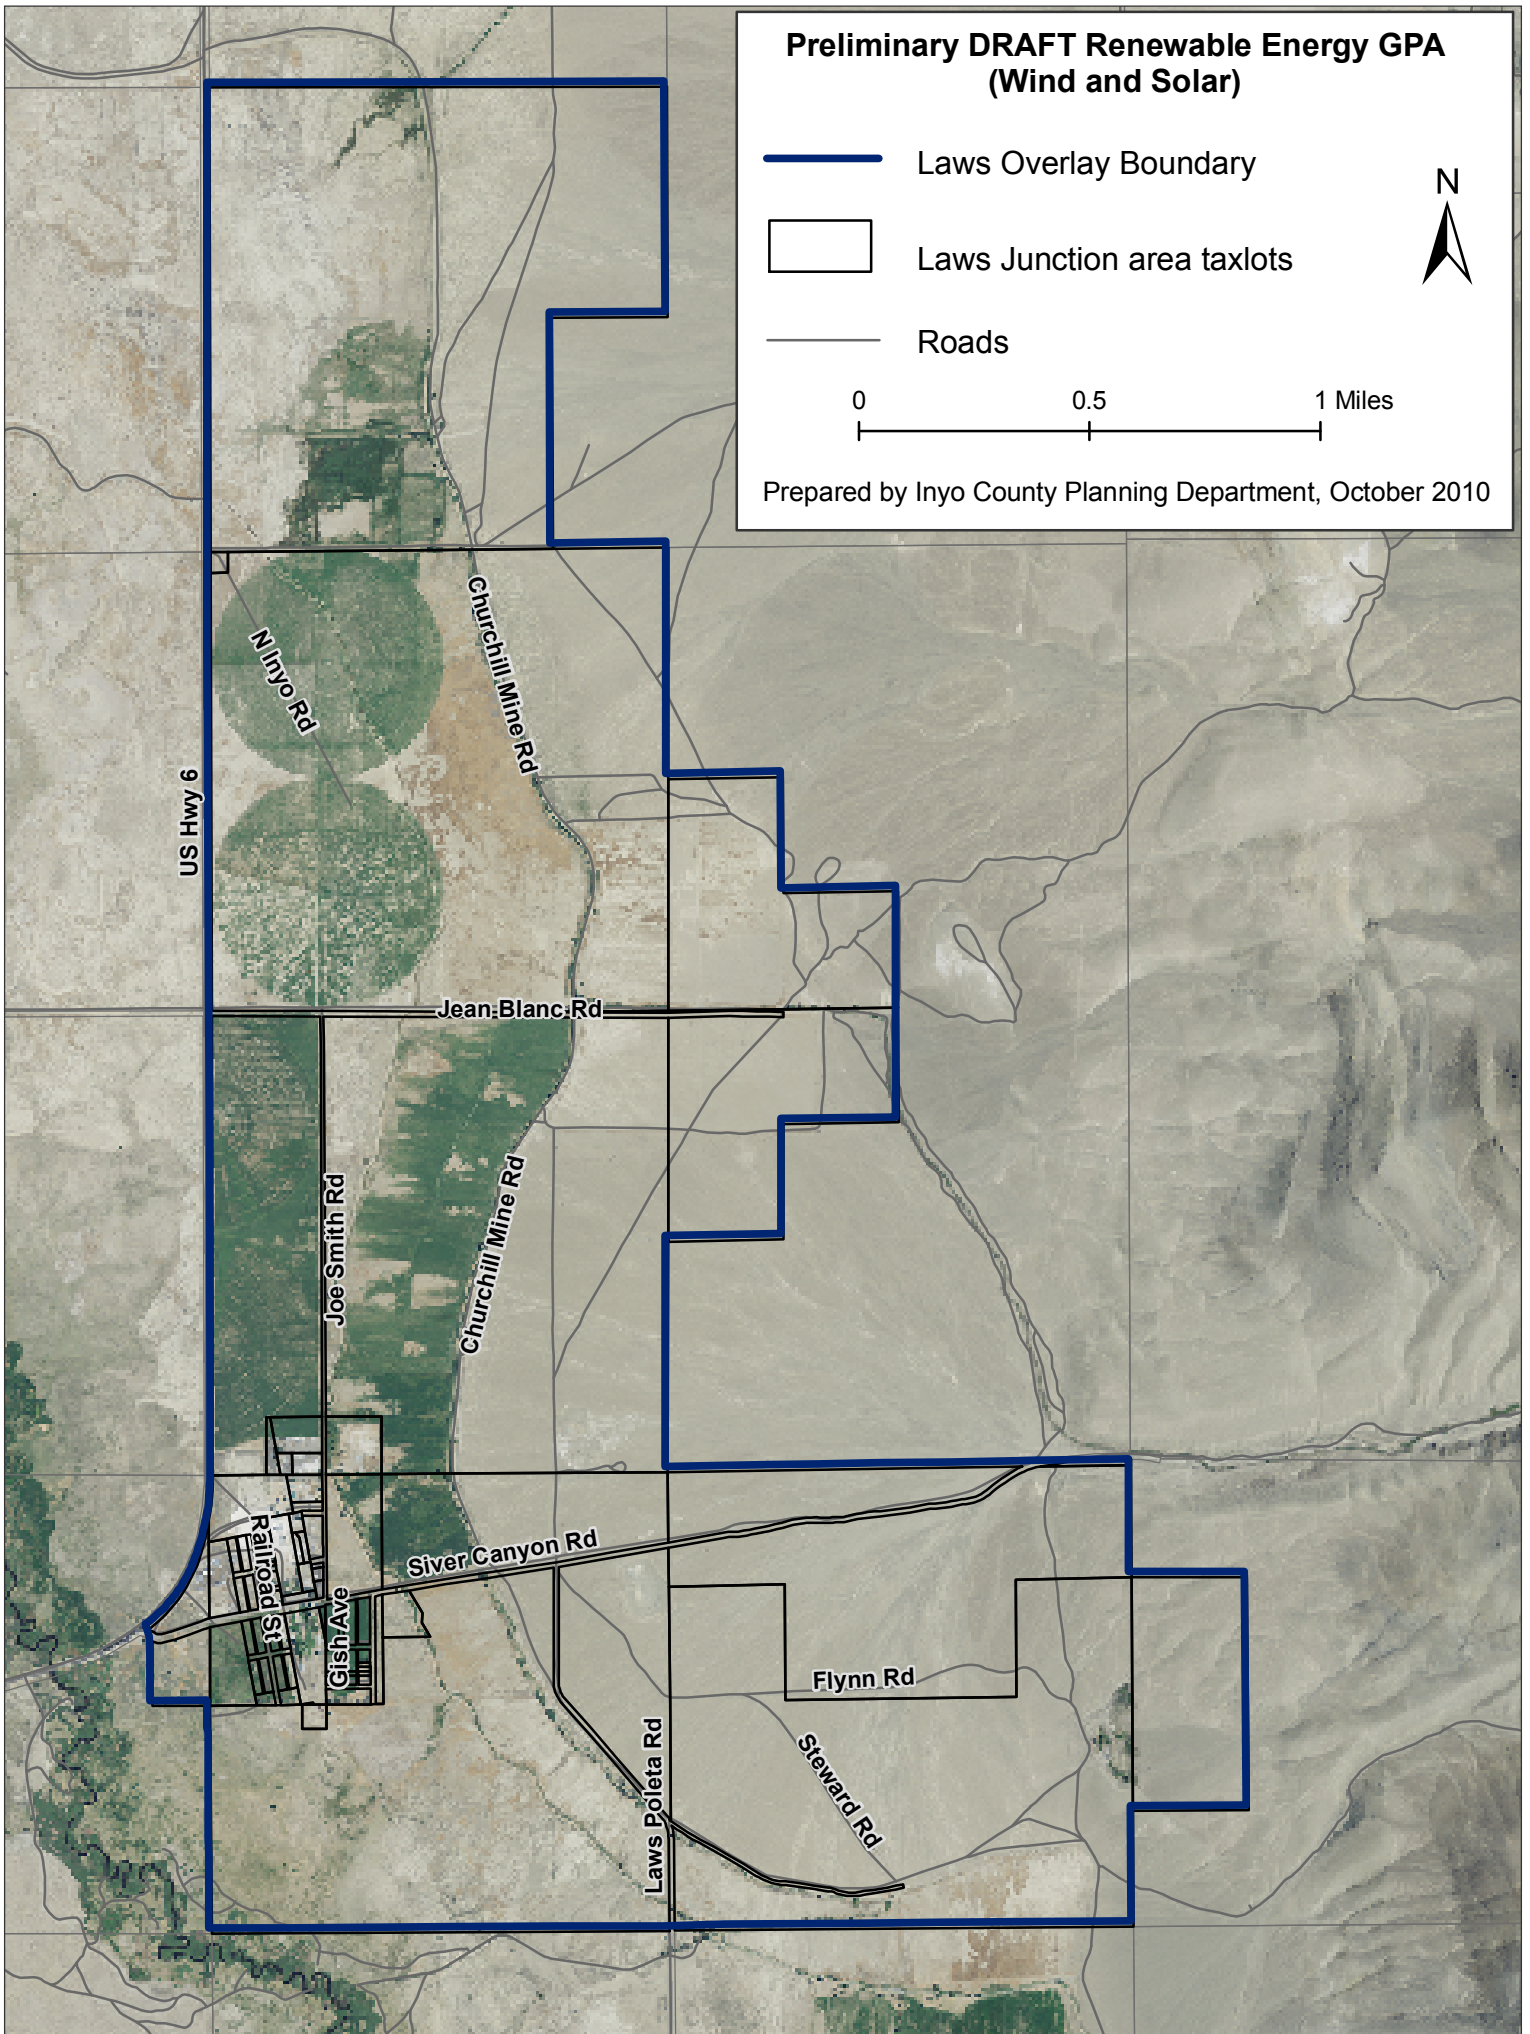 Preliminary DRAFT Renewable Energy GPA
(Wind and Solar)
Laws Overlay Boundary
N
Laws Junction area taxlots
Roads
0 0.5 1 Miles
Prepared by Inyo County Planning Department, October 2010
Churchill Mine Rd
N Inyo Rd
US Hwy 6
Jean Blanc Rd
Joe Smith Rd
Churchill Mine Rd
Siver Canyon Rd
Railroad St
Gish Ave
Flynn Rd
Laws Poleta Rd
Steward Rd